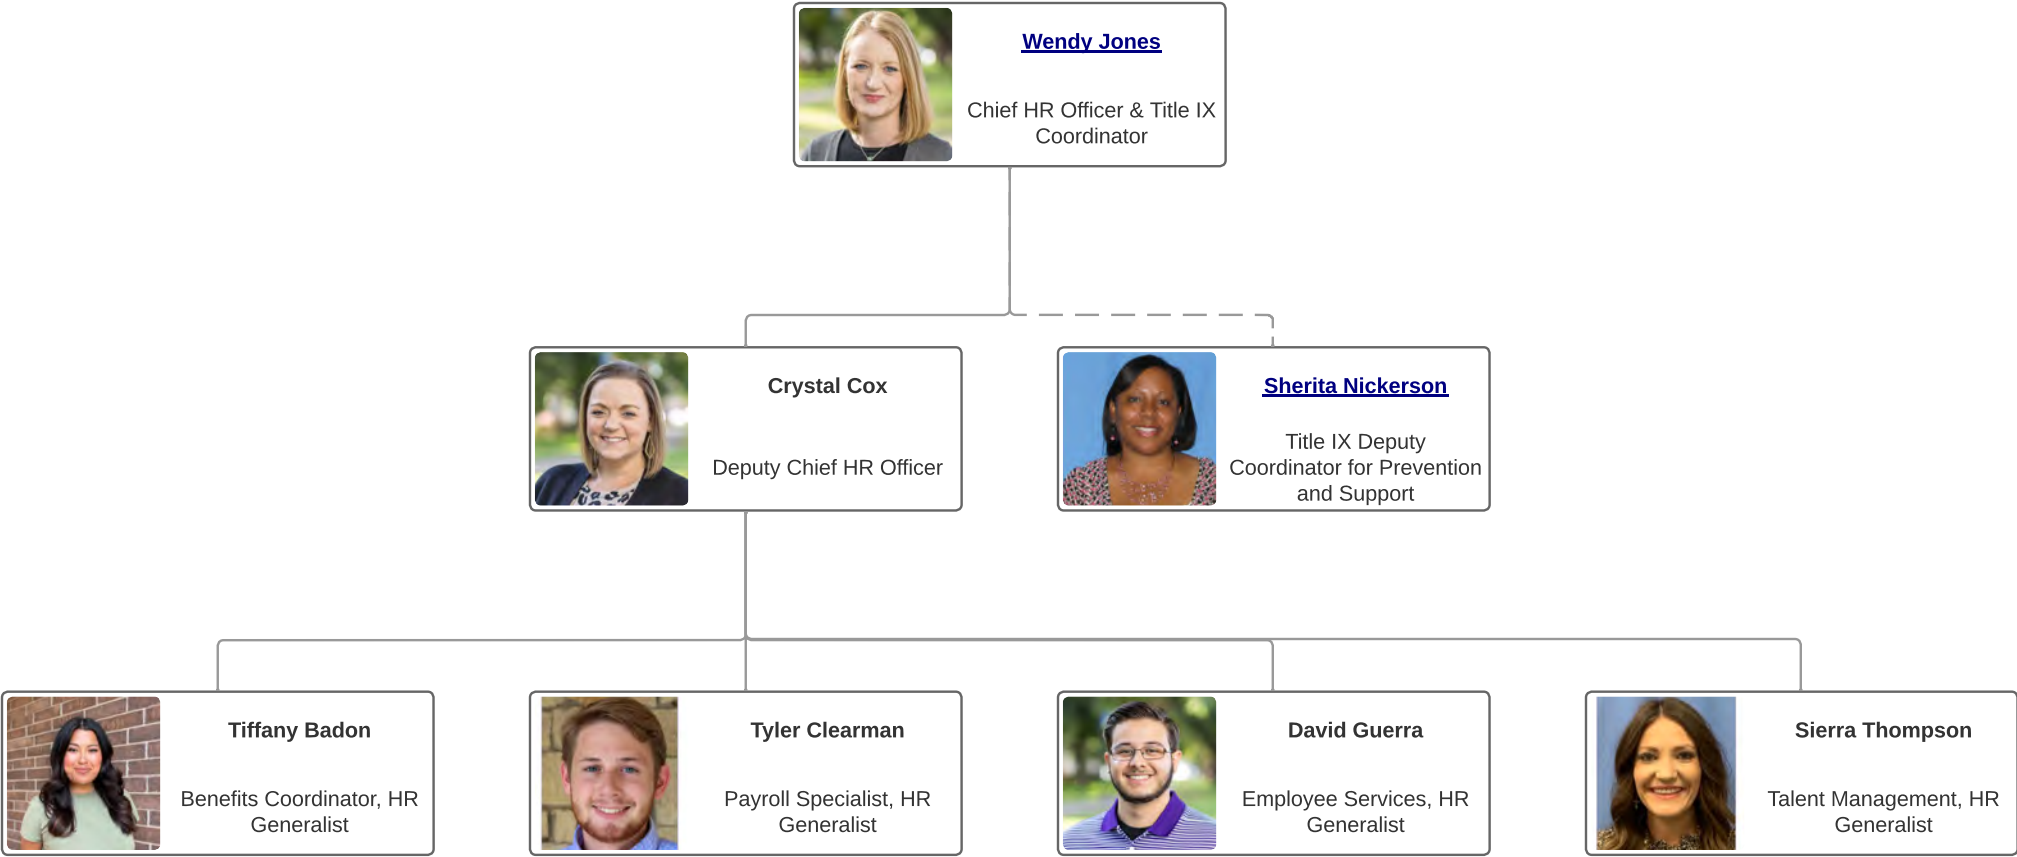 Wendy Jones
Chief HR Officer & Title IX
Coordinator
Crystal Cox
Deputy Chief HR Officer
Sherita Nickerson
Title IX Deputy
Coordinator for Prevention
and Support
Tiffany Badon
Benefits Coordinator, HR
Generalist
Tyler Clearman
Payroll Specialist, HR
Generalist
David Guerra
Employee Services, HR
Generalist
Sierra Thompson
Talent Management, HR
Generalist